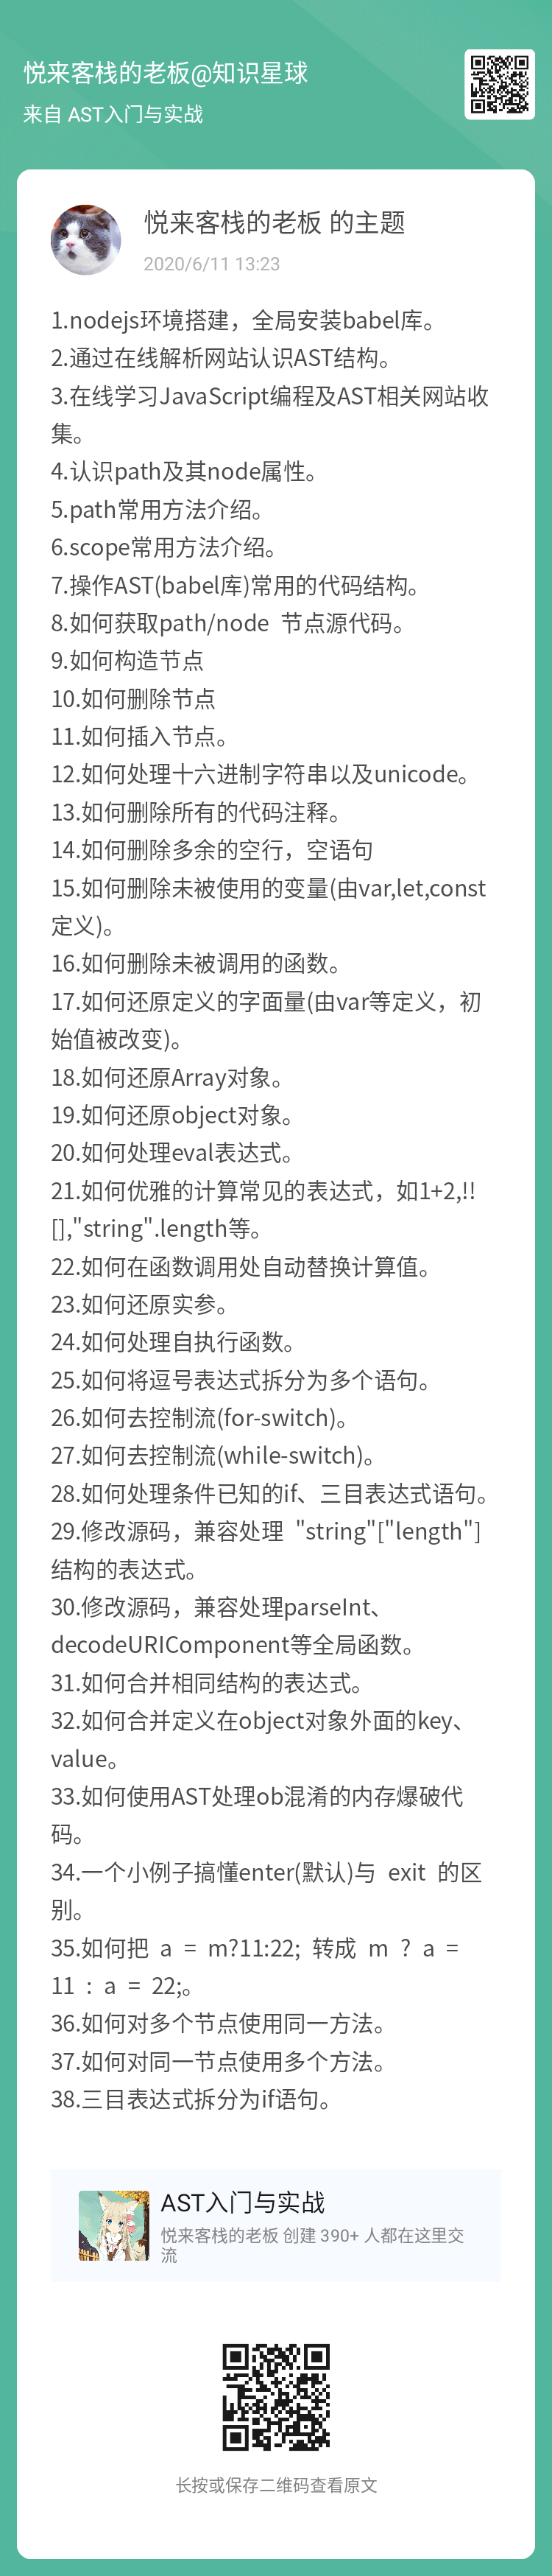 悦来客栈的老板@知识星球
来自 AST入门与实战
悦来客栈的老板 的主题
2020/6/11 13:23
1.nodejs环境搭建，全局安装babel库。
2.通过在线解析网站认识AST结构。
3.在线学习JavaScript编程及AST相关网站收
集。
4.认识path及其node属性。
5.path常用方法介绍。
6.scope常用方法介绍。
7.操作AST(babel库)常用的代码结构。
8.如何获取path/node 节点源代码。
9.如何构造节点
10.如何删除节点
11.如何插入节点。
12.如何处理十六进制字符串以及unicode。
13.如何删除所有的代码注释。
14.如何删除多余的空行，空语句
15.如何删除未被使用的变量(由var,let,const
定义)。
16.如何删除未被调用的函数。
17.如何还原定义的字面量(由var等定义，初
始值被改变)。
18.如何还原Array对象。
19.如何还原object对象。
20.如何处理eval表达式。
21.如何优雅的计算常见的表达式，如1+2,!!
[],"string".length等。
22.如何在函数调用处自动替换计算值。
23.如何还原实参。
24.如何处理自执行函数。
25.如何将逗号表达式拆分为多个语句。
26.如何去控制流(for-switch)。
27.如何去控制流(while-switch)。
28.如何处理条件已知的if、三目表达式语句。
29.修改源码，兼容处理 "string"["length"]
结构的表达式。
30.修改源码，兼容处理parseInt、
decodeURIComponent等全局函数。
31.如何合并相同结构的表达式。
32.如何合并定义在object对象外面的key、
value。
33.如何使用AST处理ob混淆的内存爆破代
码。
34.一个小例子搞懂enter(默认)与 exit 的区
别。
35.如何把 a = m?11:22; 转成 m ? a =
11 : a = 22;。
36.如何对多个节点使用同一方法。
37.如何对同一节点使用多个方法。
38.三目表达式拆分为if语句。
AST入门与实战
悦来客栈的老板 创建 390+ 人都在这里交
流
长按或保存二维码查看原文